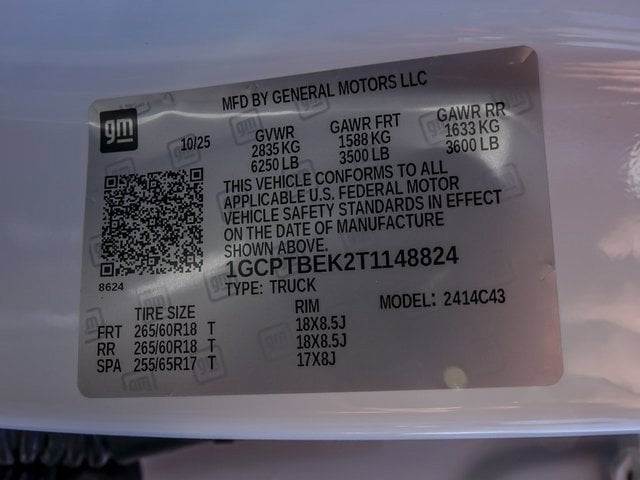 MFD BY GENERAL MOTORS LLC
gm
10/25
GVWR GAWR FRT GAWR RR
2835 KG 1588 KG 1633 KG
6250 LB 3500 LB 3600 LB
THIS VEHICLE CONFORMS TO ALL
APPLICABLE U.S. FEDERAL MOTOR
VEHICLE SAFETY STANDARDS IN EFFECT
ON THE DATE OF MANUFACTURE
SHOWN ABOVE.
1GCPTBEK2T1148824
8624
TYPE: TRUCK
MODEL: 2414C43
TIRE SIZE RIM
FRT 265/60R18 T 18X8.5J
RR 265/60R18 T 18X8.5J
SPA 255/65R17 T 17X8J